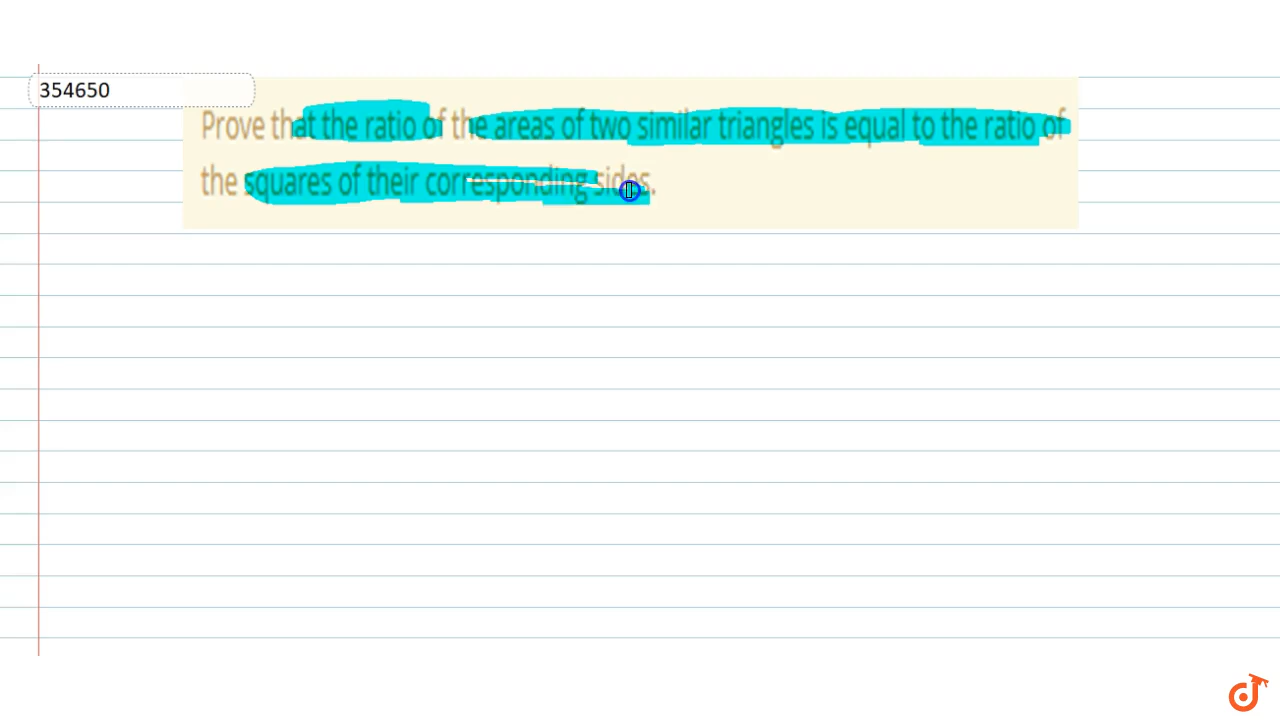 354650
Prove that the ratio of the areas of two similar triangles is equal to the ratio of
the squares of their corresponding sides.